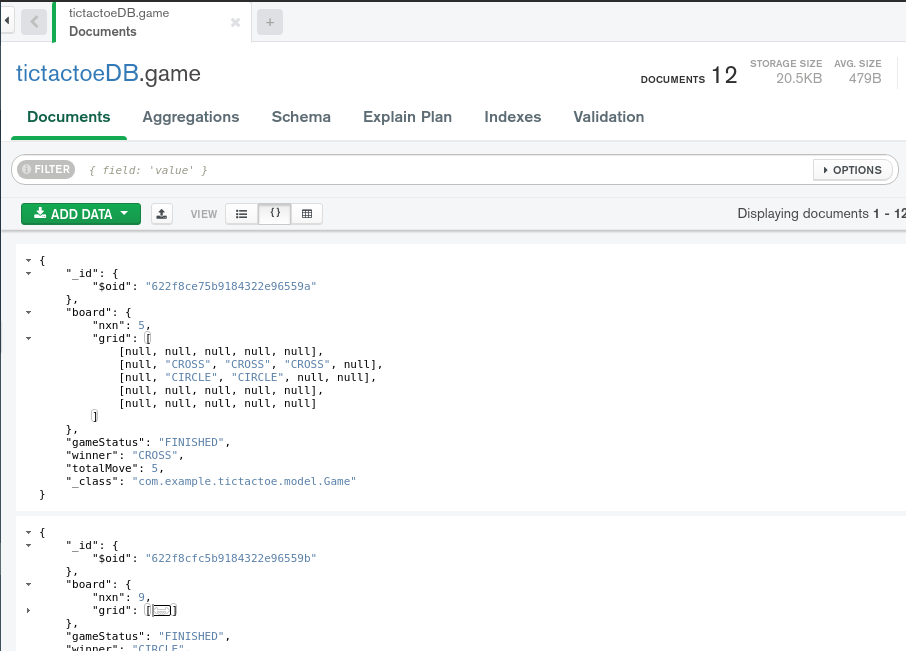 tictactoeDB.game
Documents
tictactoeDB.game
DOCUMENTS 12
STORAGE SIZE
20.5KB
AVG. SIZE
479B
Documents
Aggregations
Schema
Explain Plan
Indexes
Validation
FILTER
{ field: 'value' }
OPTIONS
ADD DATA
VIEW
{}
Displaying documents 1 - 12
{
"_id": {
"$oid": "622f8ce75b9184322e96559a"
},
"board": {
"nxn": 5,
"grid": [
[null, null, null, null, null],
[null, "CROSS", "CROSS", "CROSS", null],
[null, "CIRCLE", "CIRCLE", null, null],
[null, null, null, null, null],
[null, null, null, null, null]
]
},
"gameStatus": "FINISHED",
"winner": "CROSS",
"totalMove": 5,
"_class": "com.example.tictactoe.model.Game"
}
{
"_id": {
"$oid": "622f8cfc5b9184322e96559b"
},
"board": {
"nxn": 9,
"grid": [...]
},
"gameStatus": "FINISHED",
"winner": "CIRCLE",